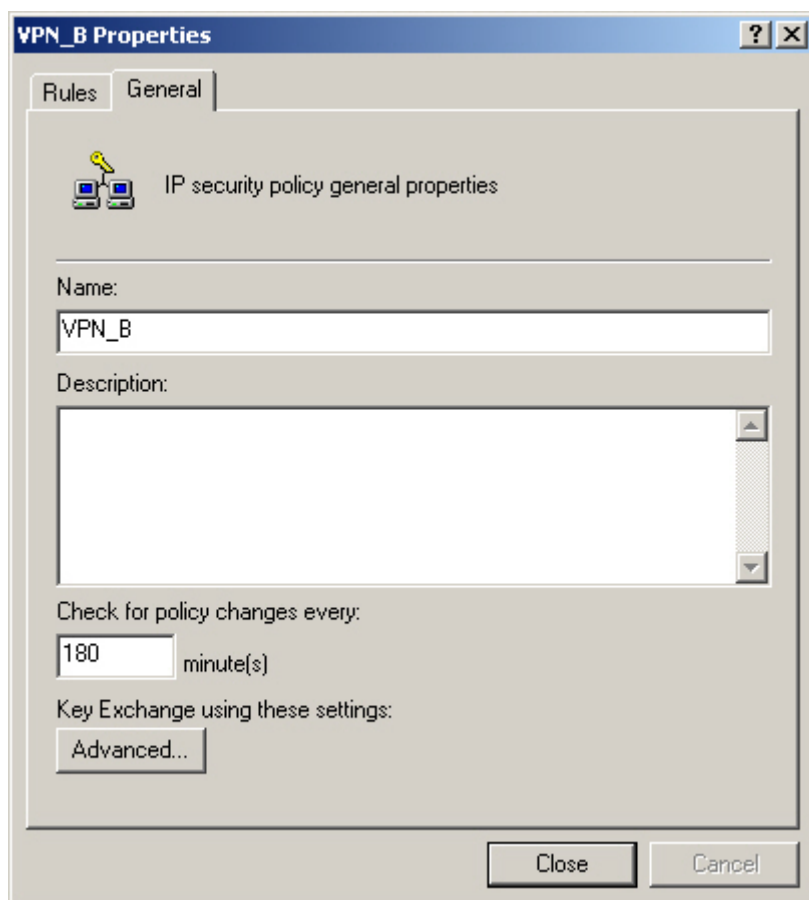 VPN_B Properties
Rules
General
IP security policy general properties
Name:
VPN_B
Description:
Check for policy changes every:
180
minute(s)
Key Exchange using these settings:
Advanced...
Close
Cancel